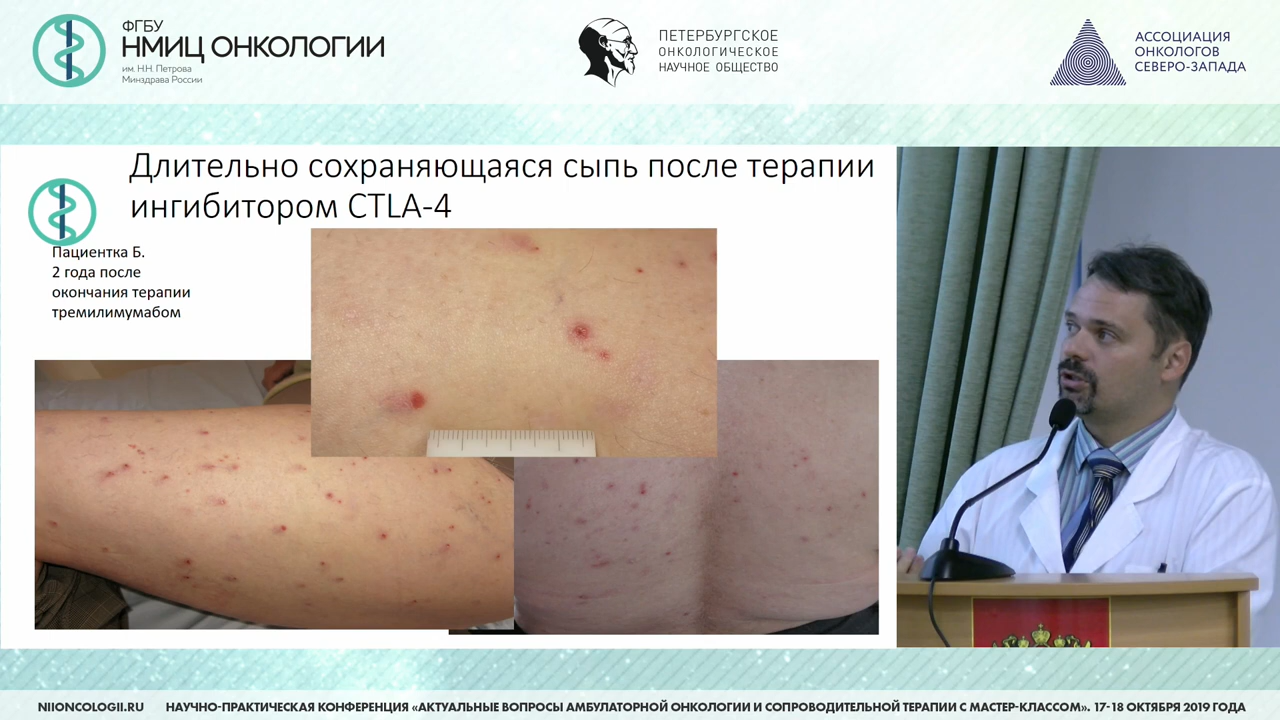 ФГБУ
НМИЦ ОНКОЛОГИИ
им. Н.Н. Петрова
Минздрава России
ПЕТЕРБУРГСКОЕ
ОНКОЛОГИЧЕСКОЕ
НАУЧНОЕ ОБЩЕСТВО
АССОЦИАЦИЯ
ОНКОЛОГОВ
СЕВЕРО-ЗАПАДА
Длительно сохраняющаяся сыпь после терапии
ингибитором CTLA-4
Пациентка Б.
2 года после
окончания терапии
тремилимумабом
NIIONCOLOGII.RU НАУЧНО-ПРАКТИЧЕСКАЯ КОНФЕРЕНЦИЯ «АКТУАЛЬНЫЕ ВОПРОСЫ АМБУЛАТОРНОЙ ОНКОЛОГИИ И СОПРОВОДИТЕЛЬНОЙ ТЕРАПИИ С МАСТЕР-КЛАССОМ». 17-18 ОКТЯБРЯ 2019 ГОДА